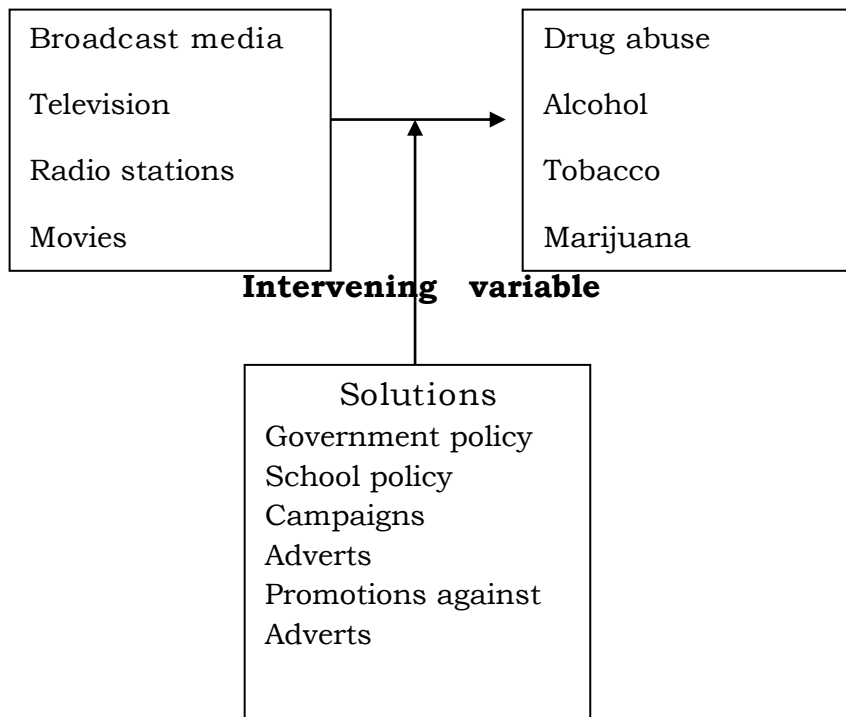 Broadcast media
Television
Radio stations
Movies
Drug abuse
Alcohol
Tobacco
Marijuana
Intervening variable
Solutions
Government policy
School policy
Campaigns
Adverts
Promotions against
Adverts